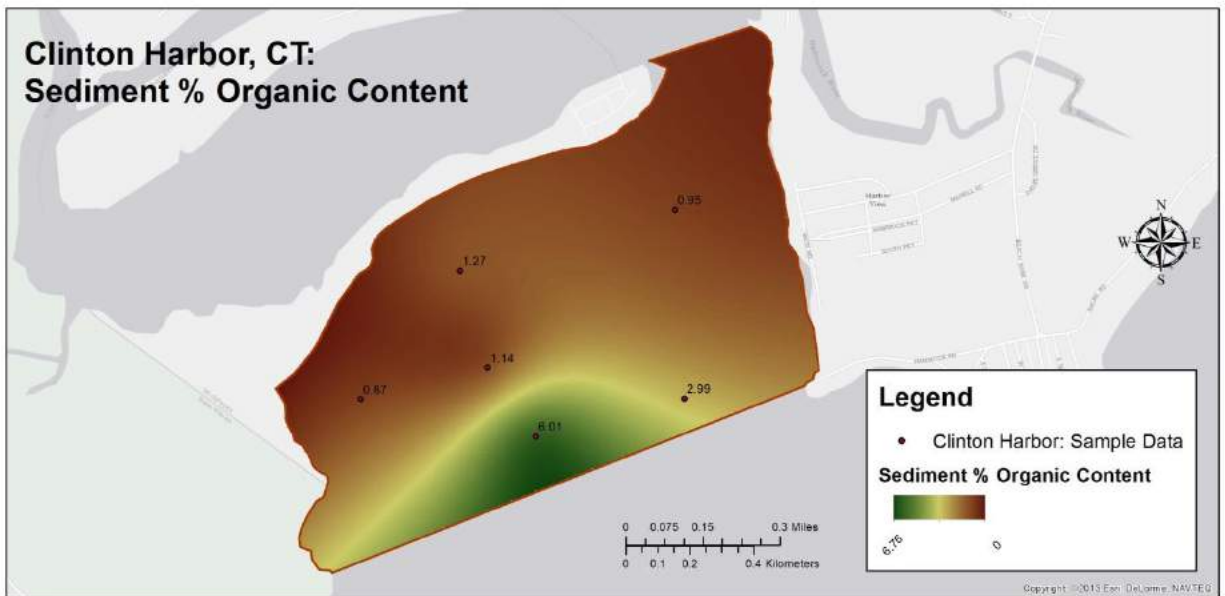 Clinton Harbor, CT:
Sediment % Organic Content
0.95
1.27
1.14
0.87
2.99
6.01
Harbor
View
N
W E
S
Legend
Clinton Harbor: Sample Data
Sediment % Organic Content
6.76 0
0 0.075 0.15 0.3 Miles
0 0.1 0.2 0.4 Kilometers
Copyright: ©2013 Esri, DeLorme, NAVTEQ